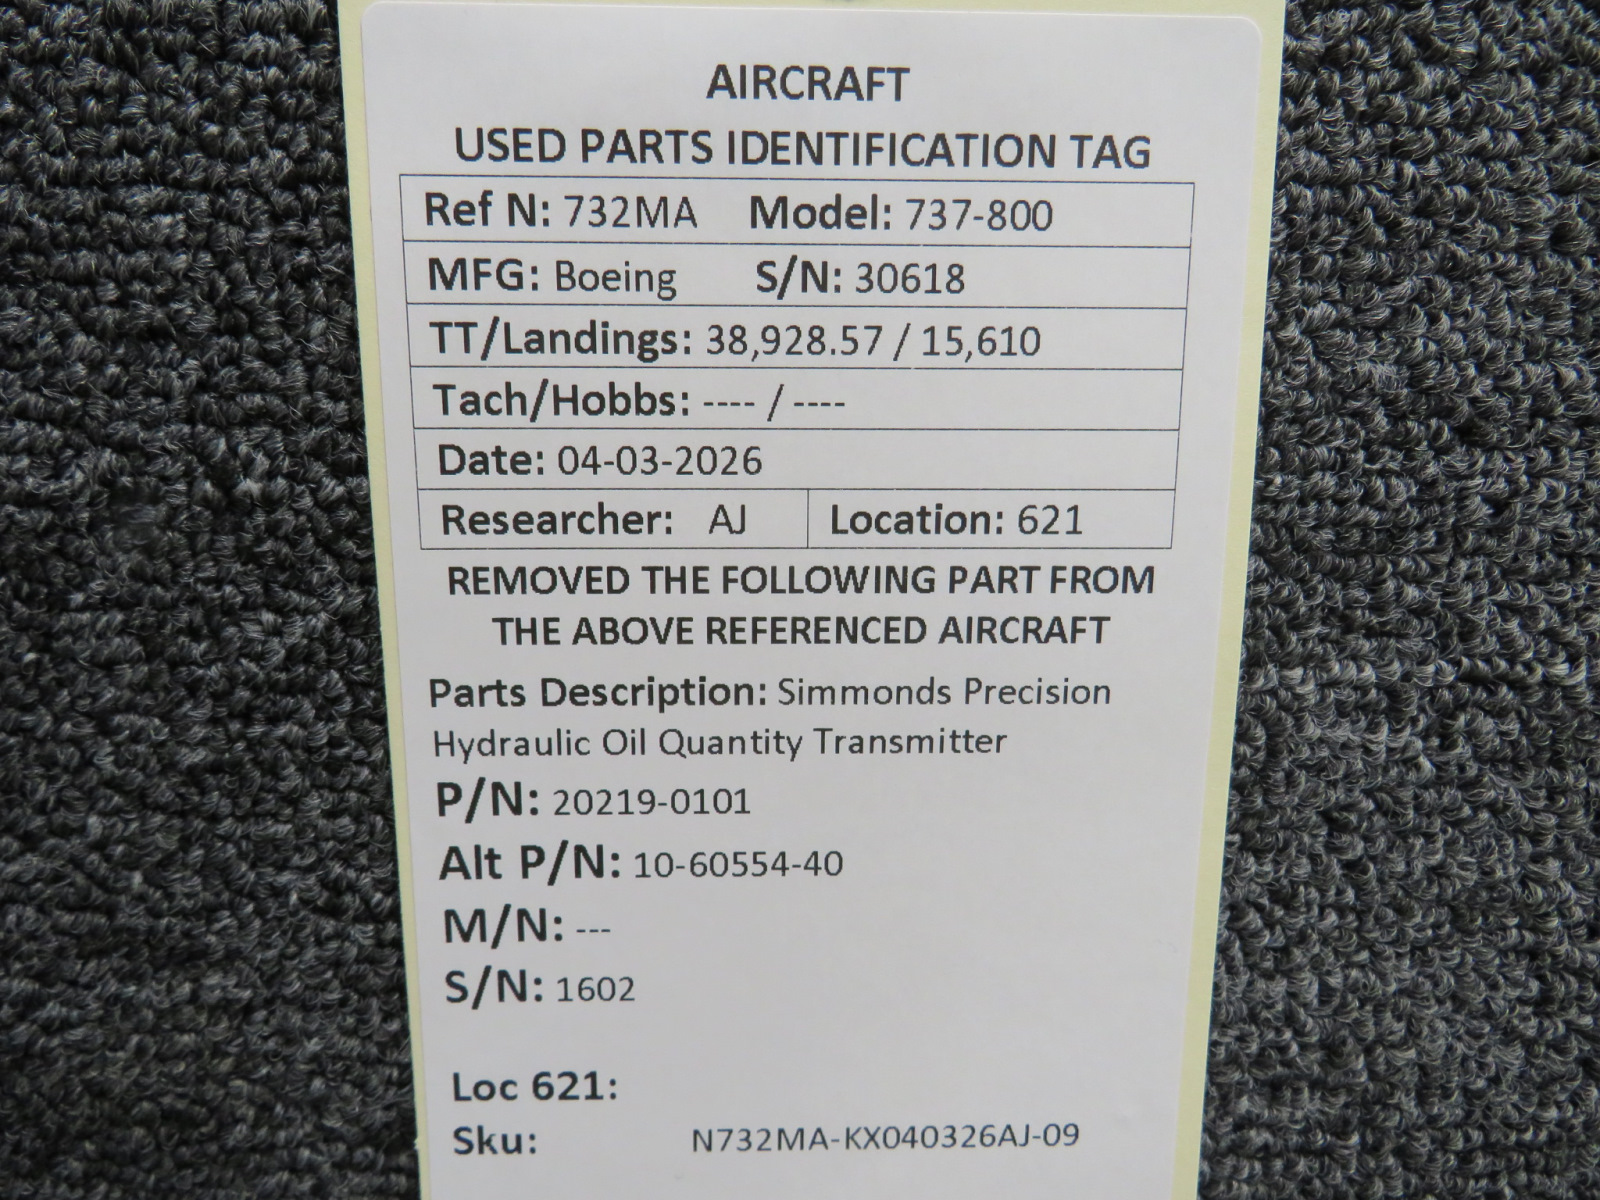 AIRCRAFT
USED PARTS IDENTIFICATION TAG
Ref N: 732MA Model: 737-800
MFG: Boeing S/N: 30618
TT/Landings: 38,928.57 / 15,610
Tach/Hobbs: ---- / ----
Date: 04-03-2026
Researcher: AJ Location: 621
REMOVED THE FOLLOWING PART FROM
THE ABOVE REFERENCED AIRCRAFT
Parts Description: Simmonds Precision
Hydraulic Oil Quantity Transmitter
P/N: 20219-0101
Alt P/N: 10-60554-40
M/N: ---
S/N: 1602
Loc 621:
Sku: N732MA-KX040326AJ-09